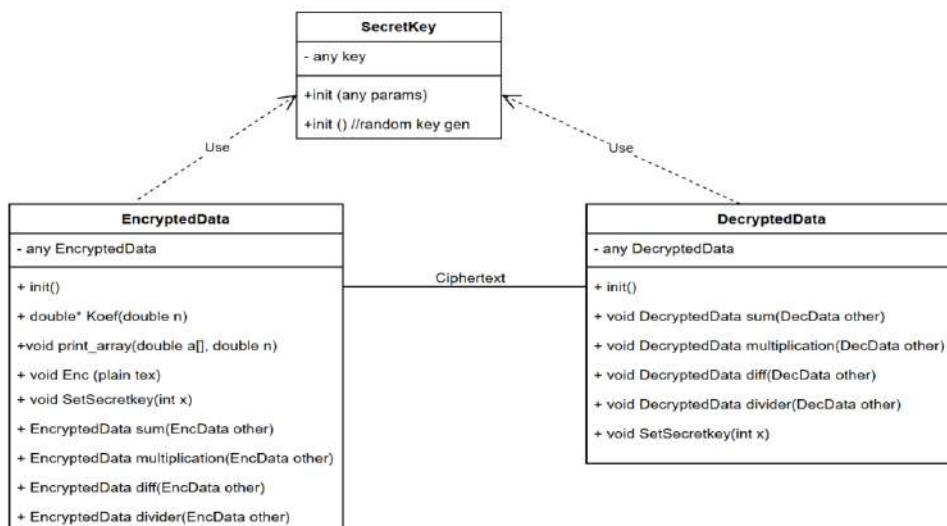 SecretKey
- any key
+init (any params)
+init () //random key gen
Use
Use
EncryptedData
- any EncryptedData
+ init()
+ double* Koef(double n)
+void print_array(double a[], double n)
+ void Enc (plain tex)
+ void SetSecretkey(int x)
+ EncryptedData sum(EncData other)
+ EncryptedData multiplication(EncData other)
+ EncryptedData diff(EncData other)
+ EncryptedData divider(EncData other)
Ciphertext
DecryptedData
- any DecryptedData
+ init()
+ void DecryptedData sum(DecData other)
+ void DecryptedData multiplication(DecData other)
+ void DecryptedData diff(DecData other)
+ void DecryptedData divider(DecData other)
+ void SetSecretkey(int x)